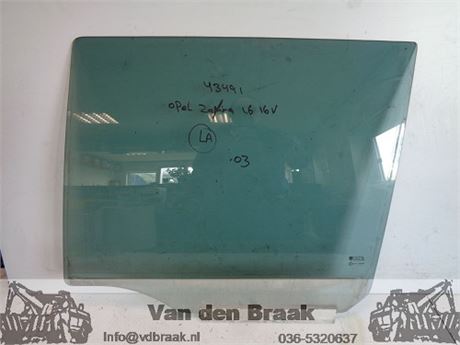 43491
OPEL Zafira 1.6 16V
LA
.03
Van den Braak
Info@vdbraak.nl
036-5320637